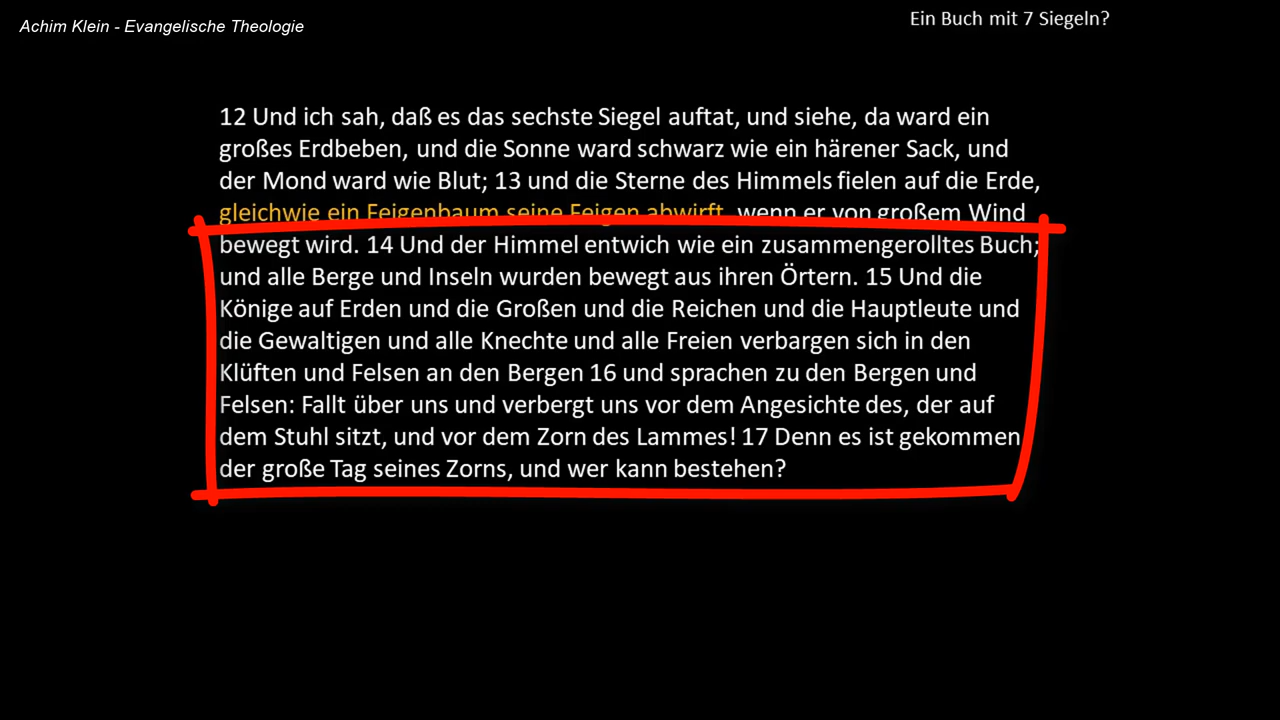 Achim Klein - Evangelische Theologie
Ein Buch mit 7 Siegeln?
12 Und ich sah, daß es das sechste Siegel auftat, und siehe, da ward ein
großes Erdbeben, und die Sonne ward schwarz wie ein härener Sack, und
der Mond ward wie Blut; 13 und die Sterne des Himmels fielen auf die Erde,
gleichwie ein Feigenbaum seine Feigen abwirft, wenn er von großem Wind
bewegt wird. 14 Und der Himmel entwich wie ein zusammengerolltes Buch;
und alle Berge und Inseln wurden bewegt aus ihren Örtern. 15 Und die
Könige auf Erden und die Großen und die Reichen und die Hauptleute und
die Gewaltigen und alle Knechte und alle Freien verbargen sich in den
Klüften und Felsen an den Bergen 16 und sprachen zu den Bergen und
Felsen: Fallt über uns und verbergt uns vor dem Angesichte des, der auf
dem Stuhl sitzt, und vor dem Zorn des Lammes! 17 Denn es ist gekommen
der große Tag seines Zorns, und wer kann bestehen?